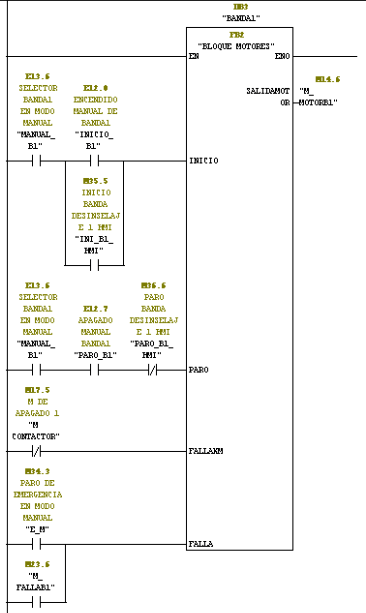 DB3
"BANDA1"
FB2
"BLOQUE MOTORES"
EN
ENO
E13.6
SELECTOR
BANDA1
EN MODO
MANUAL
"MANUAL_
B1"
E12.0
ENCENDIDO
MANUAL DE
BANDA1
"INICIO_
B1"
INICIO
SALIDAMOT
OR
M14.6
"M_
MOTORB1"
M35.5
INICIO
BANDA
DESINSELAJ
E 1 HMI
"INI_B1_
HMI"
E13.6
SELECTOR
BANDA1
EN MODO
MANUAL
"MANUAL_
B1"
E12.7
APAGADO
MANUAL
BANDA1
"PARO_B1"
M36.6
PARO
BANDA
DESINSELAJ
E 1 HMI
"PARO_B1_
HMI"
PARO
M17.5
M DE
APAGADO 1
"M
CONTACTOR"
FALLAKM
M34.3
PARO DE
EMERGENCIA
EN MODO
MANUAL
"E_M"
FALLA
M23.6
"M_
FALLAB1"